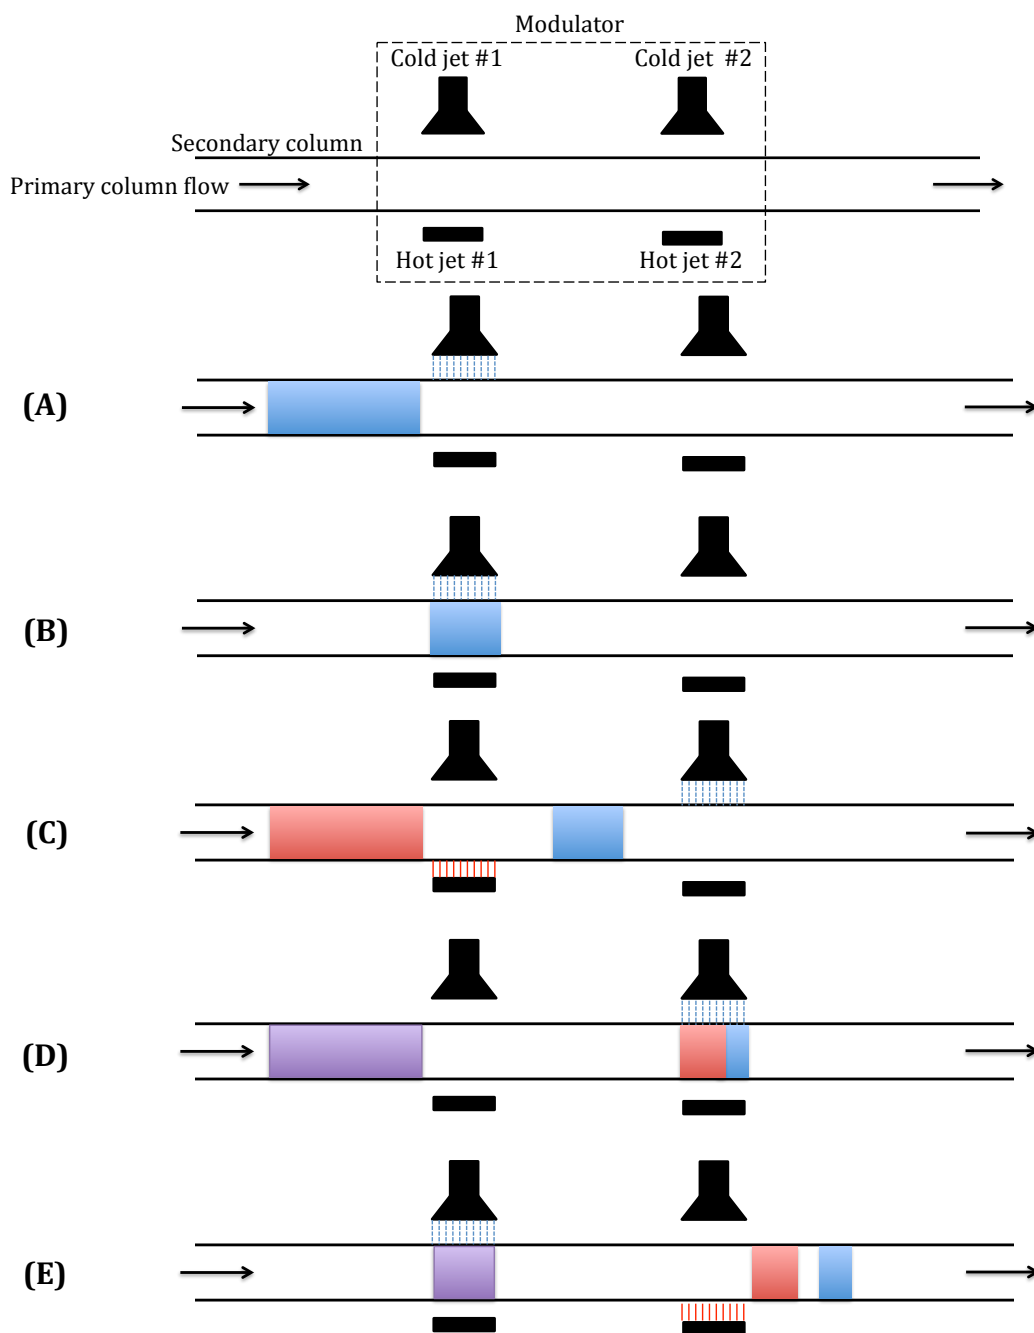 Modulator
Cold jet #1
Cold jet #2
Secondary column
Primary column flow
Hot jet #1
Hot jet #2
(A)
(B)
(C)
(D)
(E)